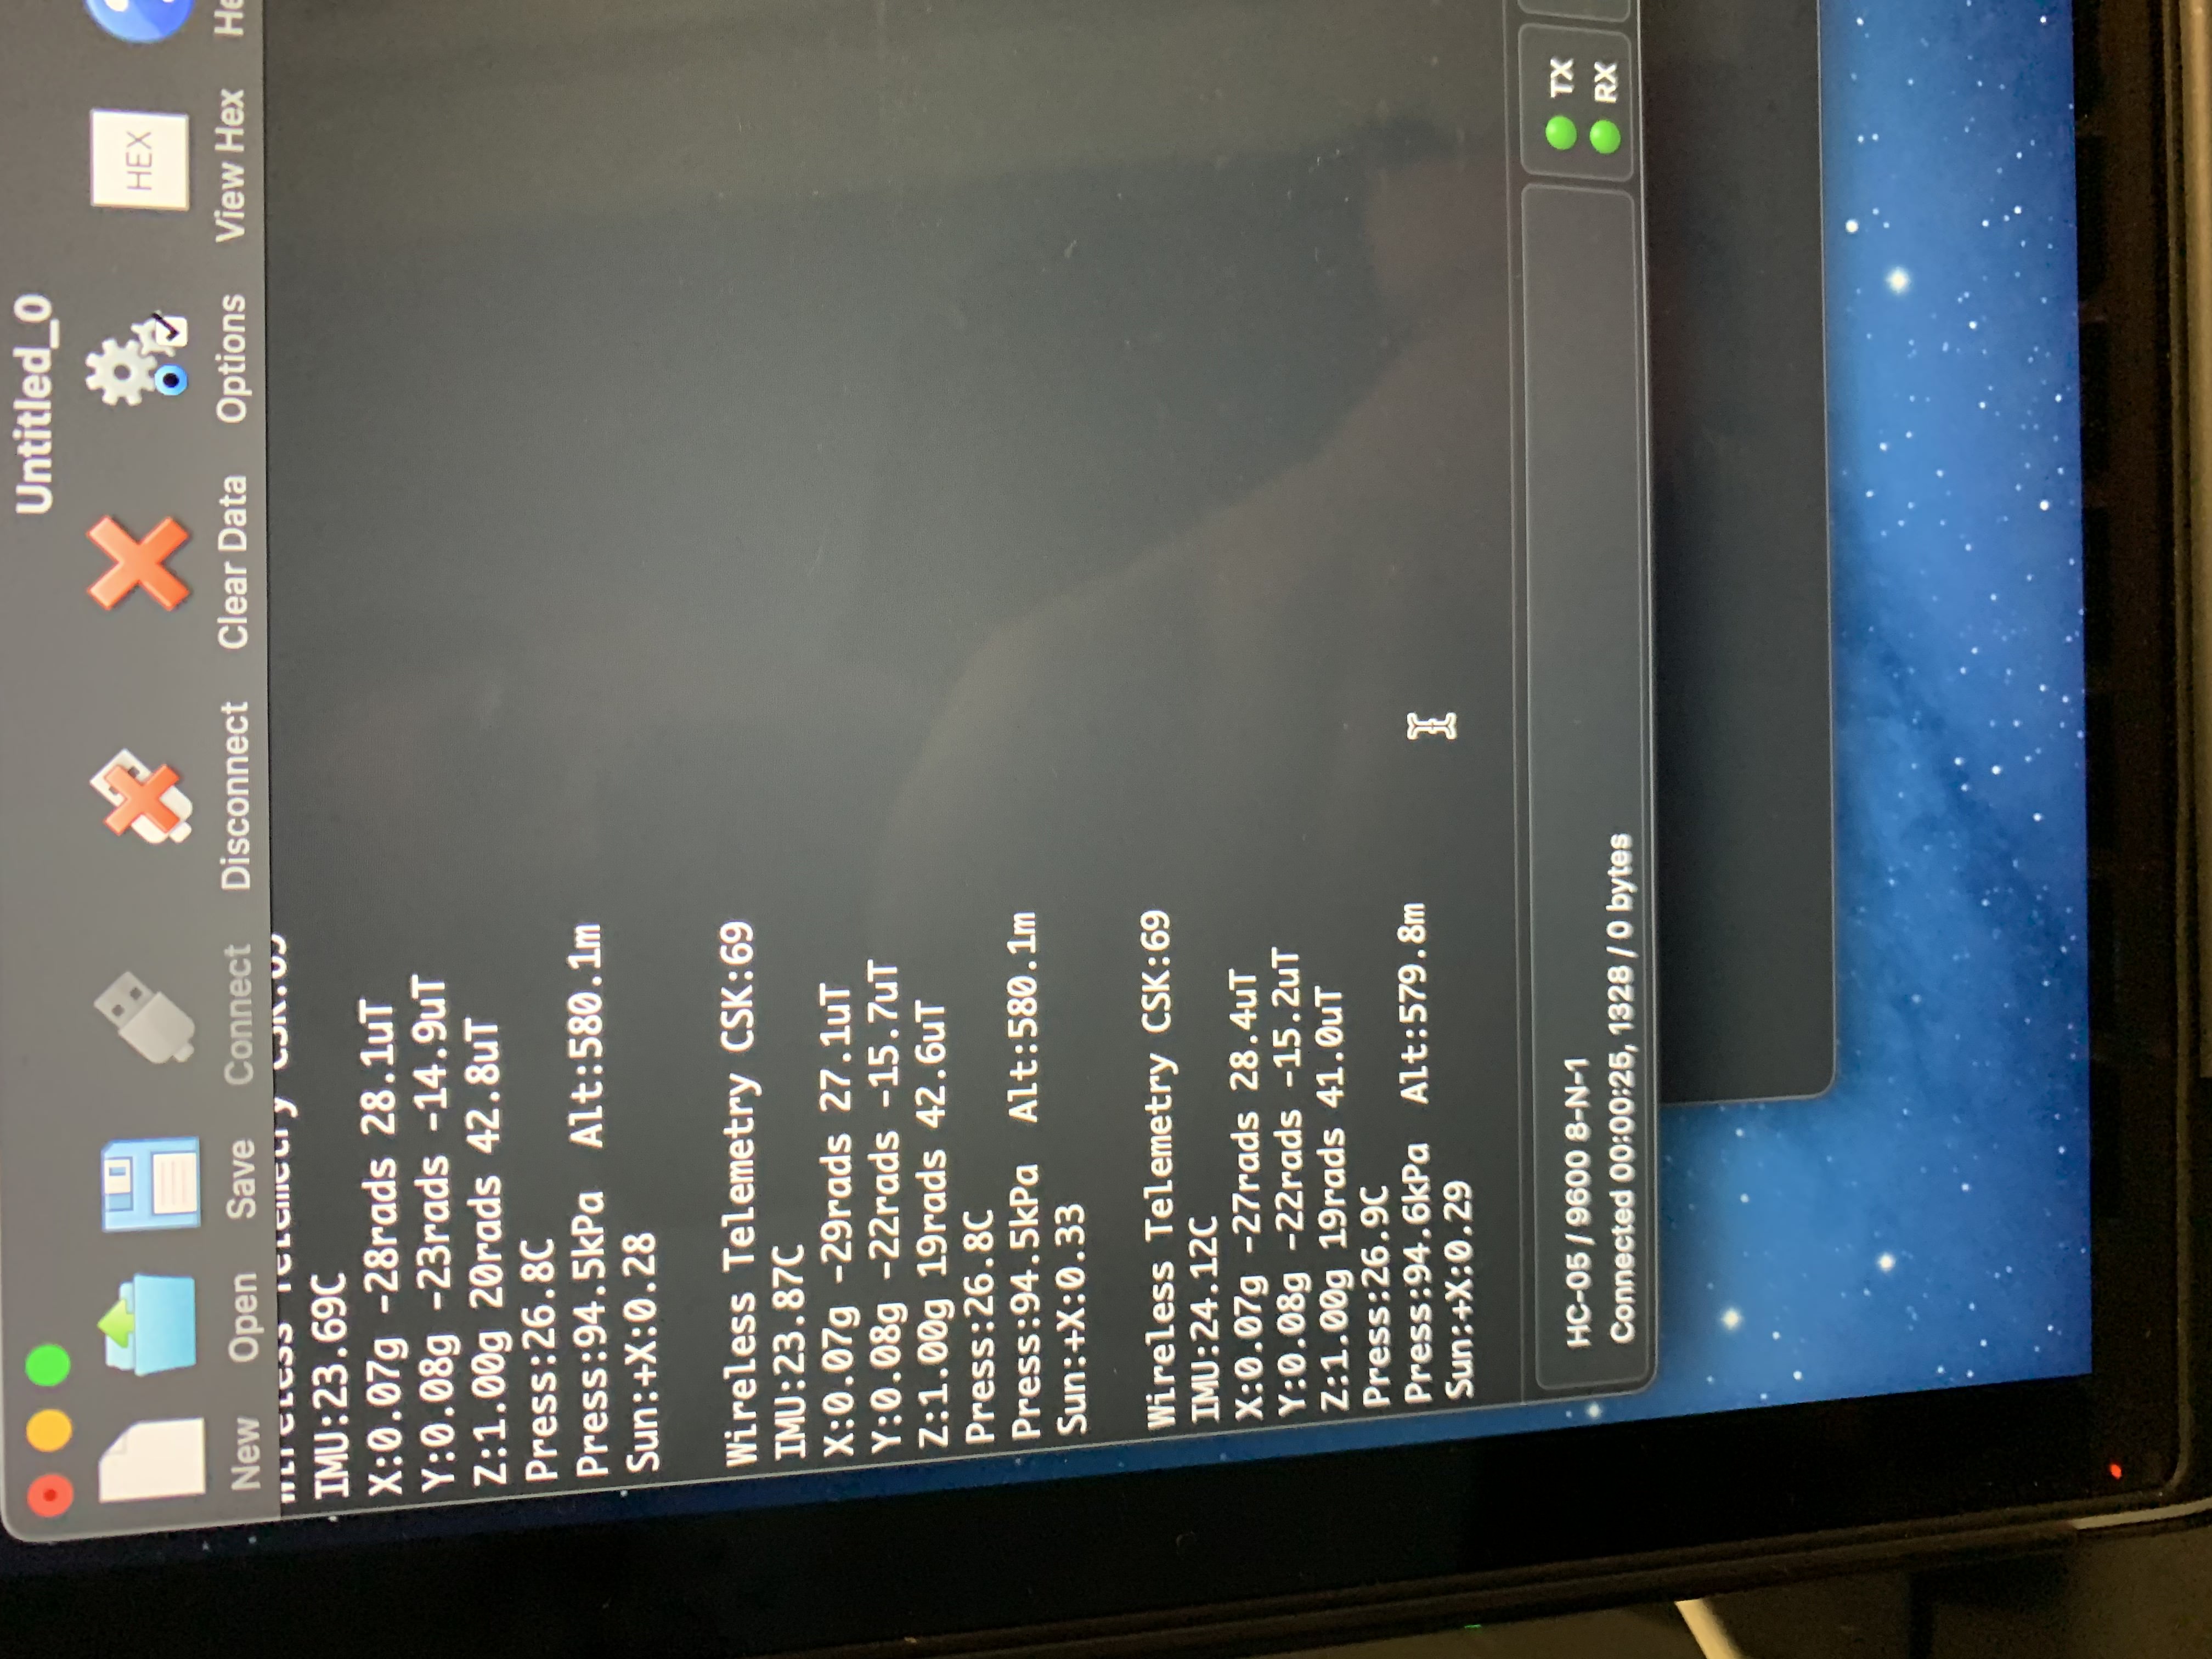 Untitled_0
New Open Save Connect Disconnect Clear Data Options View Hex
Wireless Telemetry CSK:69
IMU:23.69C
X:0.07g -28rads 28.1uT
Y:0.08g -23rads -14.9uT
Z:1.00g 20rads 42.8uT
Press:26.8C
Press:94.5kPa  Alt:580.1m
Sun:+X:0.28
Wireless Telemetry CSK:69
IMU:23.87C
X:0.07g -29rads 27.1uT
Y:0.08g -22rads -15.7uT
Z:1.00g 19rads 42.6uT
Press:26.8C
Press:94.5kPa  Alt:580.1m
Sun:+X:0.33
Wireless Telemetry CSK:69
IMU:24.12C
X:0.07g -27rads 28.4uT
Y:0.08g -22rads -15.2uT
Z:1.00g 19rads 41.0uT
Press:26.9C
Press:94.6kPa  Alt:579.8m
Sun:+X:0.29
HC-05 / 9600 8-N-1
Connected 00:00:25, 1328 / 0 bytes
TX
RX